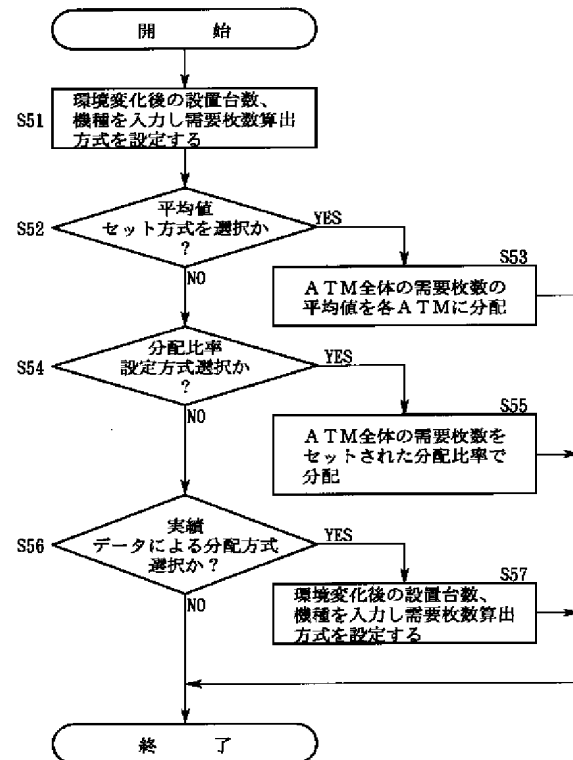 開 始
S51
環境変化後の設置台数、
機種を入力し需要枚数算出
方式を設定する
S52
平均値
セット方式を選択か
？
YES
NO
S53
ＡＴＭ全体の需要枚数の
平均値を各ＡＴＭに分配
S54
分配比率
設定方式選択か
？
YES
NO
S55
ＡＴＭ全体の需要枚数を
セットされた分配比率で
分配
S56
実績
データによる分配方式
選択か？
YES
NO
S57
環境変化後の設置台数、
機種を入力し需要枚数算出
方式を設定する
終 了